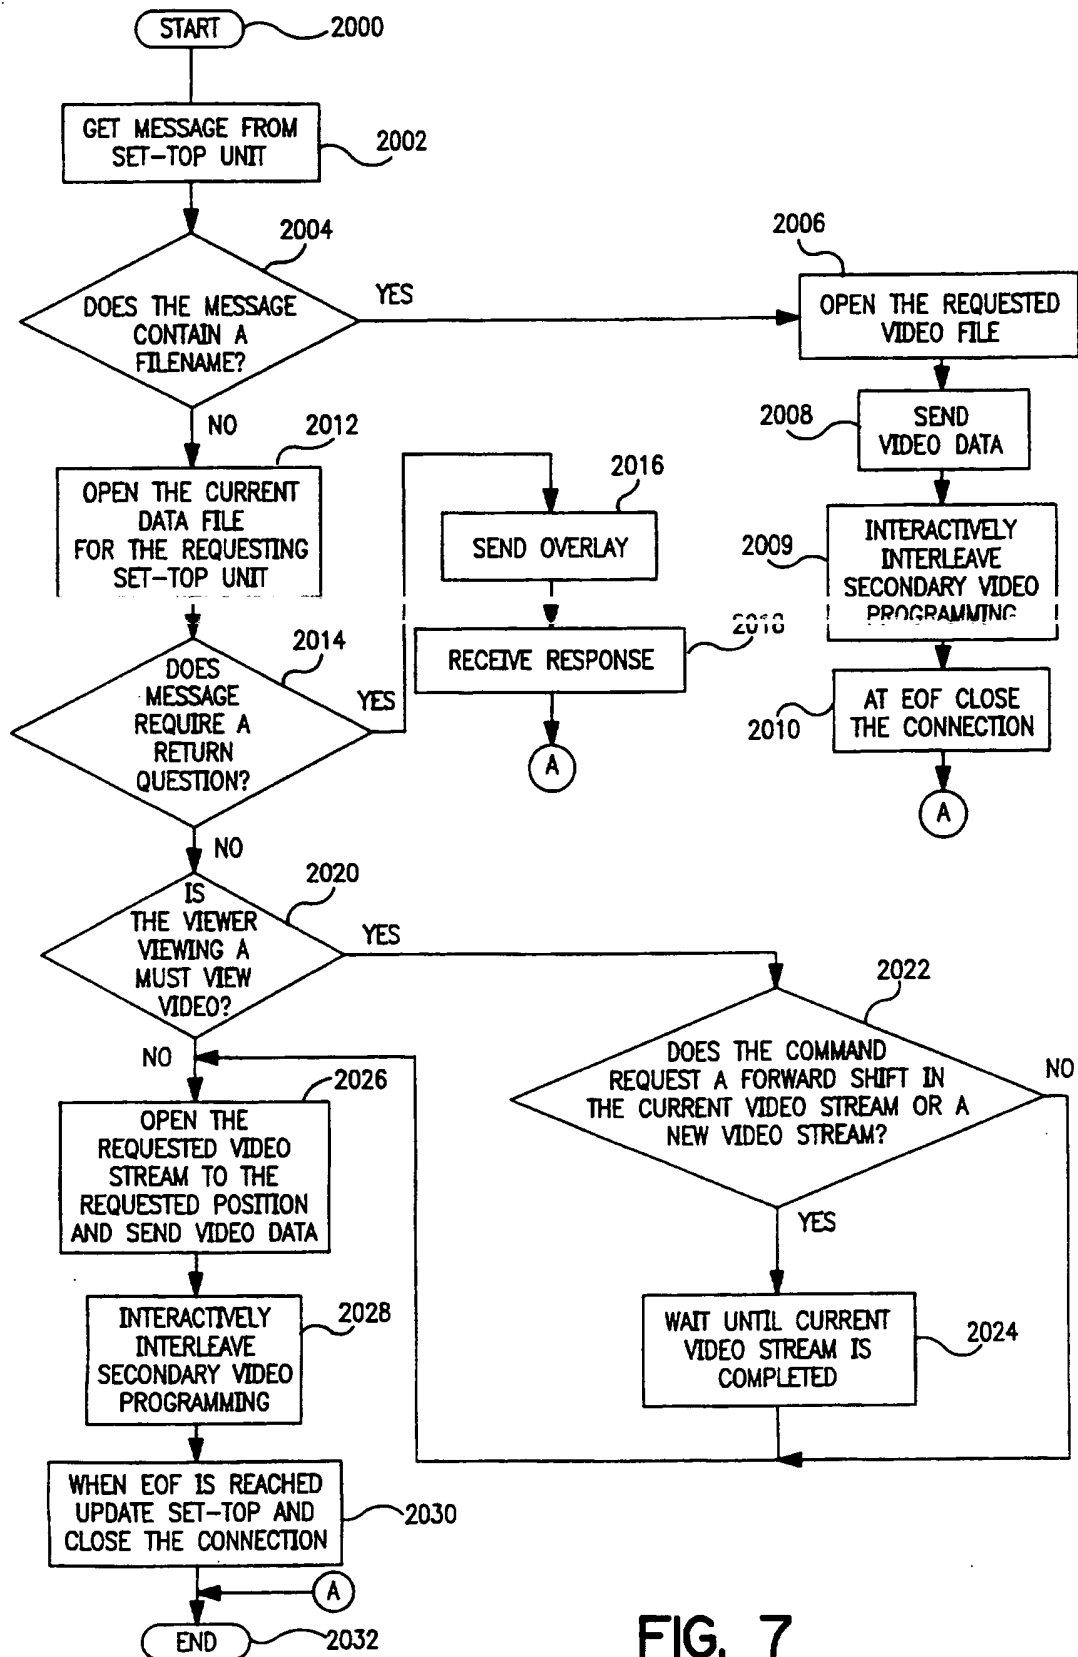 START
2000
GET MESSAGE FROM
SET-TOP UNIT
2002
2004
DOES THE MESSAGE
CONTAIN A
FILENAME?
YES
2006
OPEN THE REQUESTED
VIDEO FILE
NO
2008
SEND
VIDEO DATA
2012
OPEN THE CURRENT
DATA FILE
FOR THE REQUESTING
SET-TOP UNIT
2016
SEND OVERLAY
2009
INTERACTIVELY
INTERLEAVE
SECONDARY VIDEO
PROGRAMMING
2014
DOES
MESSAGE
REQUIRE A
RETURN
QUESTION?
YES
2018
RECEIVE RESPONSE
A
2010
AT EOF CLOSE
THE CONNECTION
A
NO
2020
IS
THE VIEWER
VIEWING A
MUST VIEW
VIDEO?
YES
2022
DOES THE COMMAND
REQUEST A FORWARD SHIFT IN
THE CURRENT VIDEO STREAM OR A
NEW VIDEO STREAM?
NO
NO
2026
OPEN THE
REQUESTED VIDEO
STREAM TO THE
REQUESTED POSITION
AND SEND VIDEO DATA
YES
2028
INTERACTIVELY
INTERLEAVE
SECONDARY VIDEO
PROGRAMMING
WAIT UNTIL CURRENT
VIDEO STREAM IS
COMPLETED
2024
WHEN EOF IS REACHED
UPDATE SET-TOP AND
CLOSE THE CONNECTION
2030
A
END
2032
FIG. 7